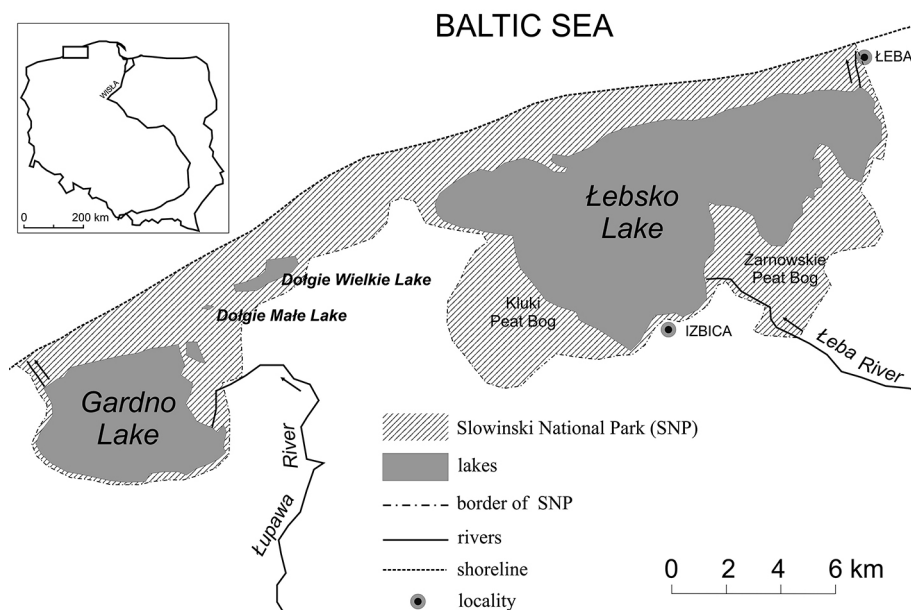 BALTIC SEA
WISŁA
0 200 km
ŁEBA
Łebsko
Lake
Żarnowskie
Peat Bog
Dołgie Wielkie Lake
Dołgie Małe Lake
Kluki
Peat Bog
IZBICA
Łeba River
Gardno
Lake
Łupawa River
Slowinski National Park (SNP)
lakes
border of SNP
rivers
shoreline
locality
0 2 4 6 km